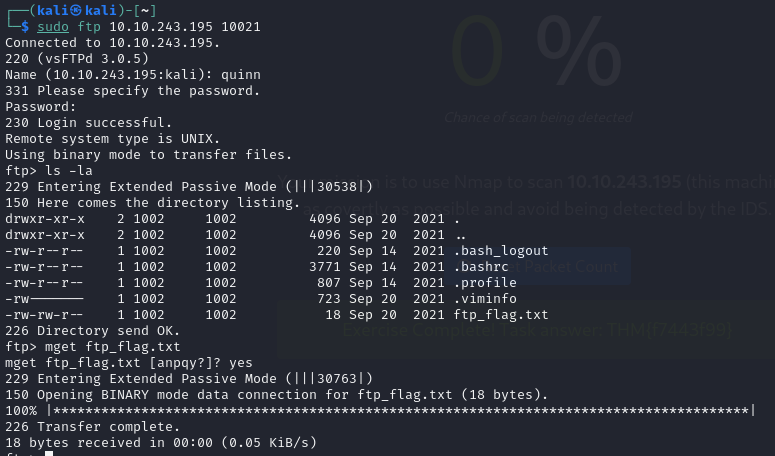 ┌──(kali㉿kali)-[~]
└─$ sudo ftp 10.10.243.195 10021
Connected to 10.10.243.195.
220 (vsFTPd 3.0.5)
Name (10.10.243.195:kali): quinn
331 Please specify the password.
Password:
230 Login successful.
Remote system type is UNIX.
Using binary mode to transfer files.
ftp> ls -la
229 Entering Extended Passive Mode (|||30538|)
150 Here comes the directory listing.
drwxr-xr-x    2 1002     1002         4096 Sep 20  2021 .
drwxr-xr-x    2 1002     1002         4096 Sep 20  2021 ..
-rw-r--r--    1 1002     1002          220 Sep 14  2021 .bash_logout
-rw-r--r--    1 1002     1002         3771 Sep 14  2021 .bashrc
-rw-r--r--    1 1002     1002          807 Sep 14  2021 .profile
-rw-------    1 1002     1002          723 Sep 20  2021 .viminfo
-rw-rw-r--    1 1002     1002           18 Sep 20  2021 ftp_flag.txt
226 Directory send OK.
ftp> mget ftp_flag.txt
mget ftp_flag.txt [anpqy?]? yes
229 Entering Extended Passive Mode (|||30763|)
150 Opening BINARY mode data connection for ftp_flag.txt (18 bytes).
100% |***********************************************************************************|
226 Transfer complete.
18 bytes received in 00:00 (0.05 KiB/s)
0 %
Chance of scan being detected
is to use Nmap to scan 10.10.243.195 (this machin
as covertly as possible and avoid being detected by the IDS.
Packet Count
Exercise Complete! Task answer: THM{f7443f99}